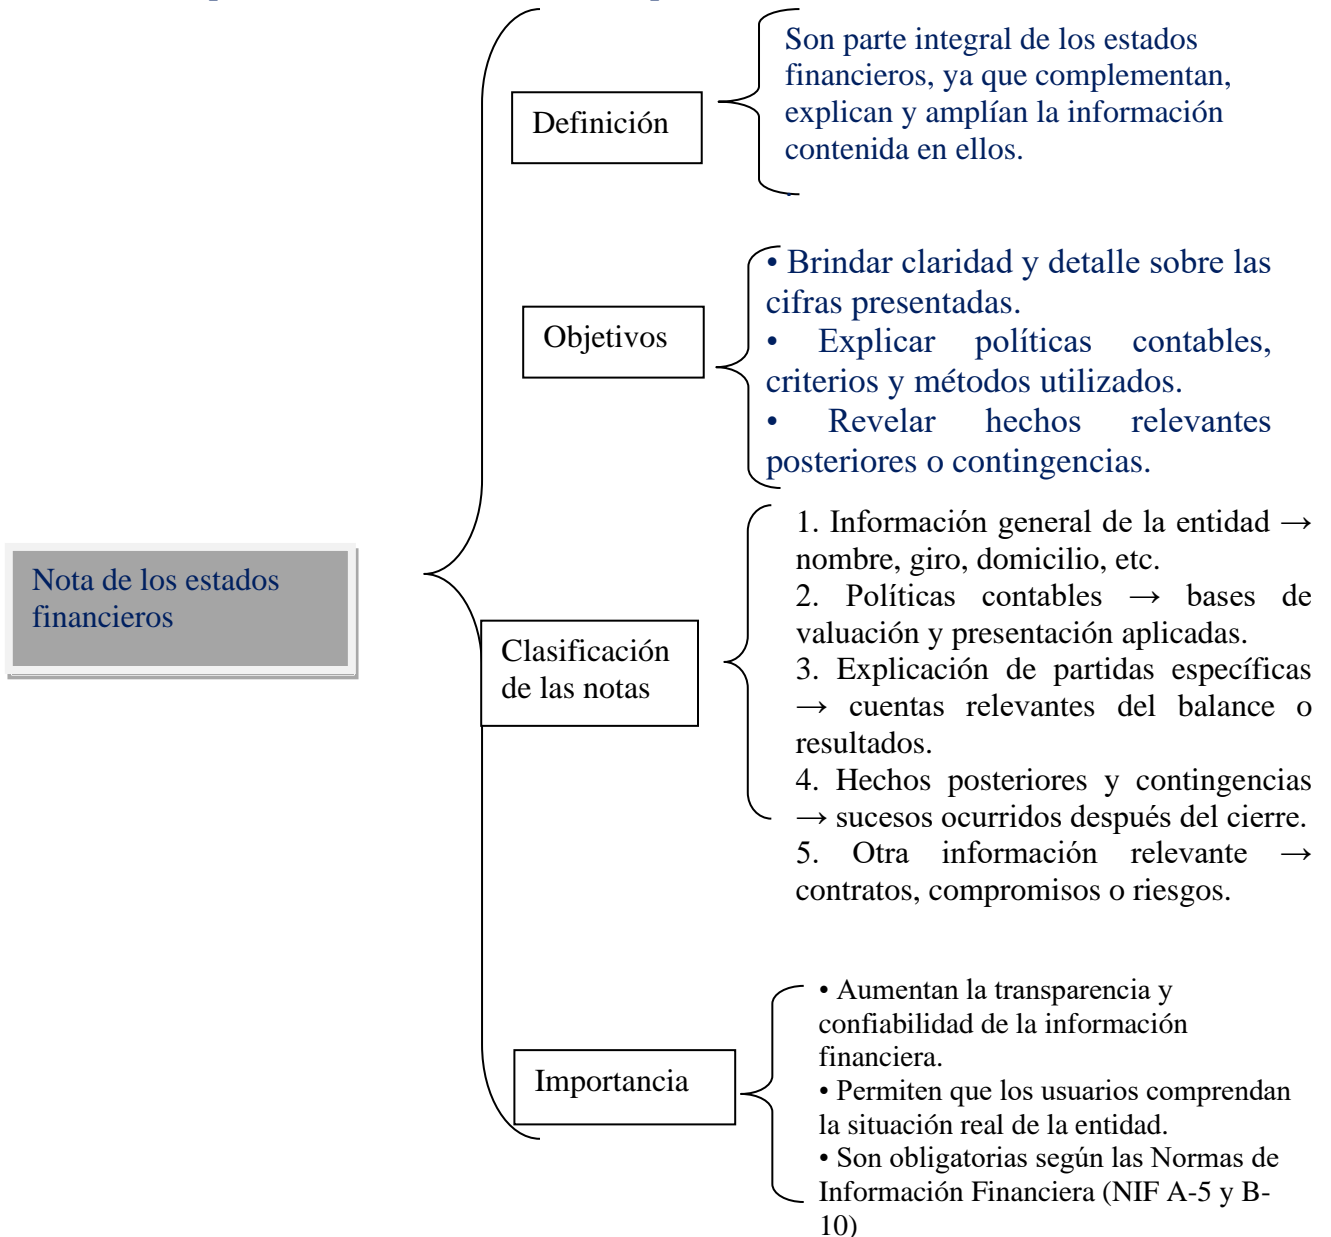 Definición
Son parte integral de los estados
financieros, ya que complementan,
explican y amplían la información
contenida en ellos.
.
Objetivos
• Brindar claridad y detalle sobre las
cifras presentadas.
• Explicar políticas contables,
criterios y métodos utilizados.
• Revelar hechos relevantes
posteriores o contingencias.
Nota de los estados
financieros
Clasificación
de las notas
1. Información general de la entidad →
nombre, giro, domicilio, etc.
2. Políticas contables → bases de
valuación y presentación aplicadas.
3. Explicación de partidas específicas
→ cuentas relevantes del balance o
resultados.
4. Hechos posteriores y contingencias
→ sucesos ocurridos después del cierre.
5. Otra información relevante →
contratos, compromisos o riesgos.
Importancia
• Aumentan la transparencia y
confiabilidad de la información
financiera.
• Permiten que los usuarios comprendan
la situación real de la entidad.
• Son obligatorias según las Normas de
Información Financiera (NIF A-5 y B-
10)